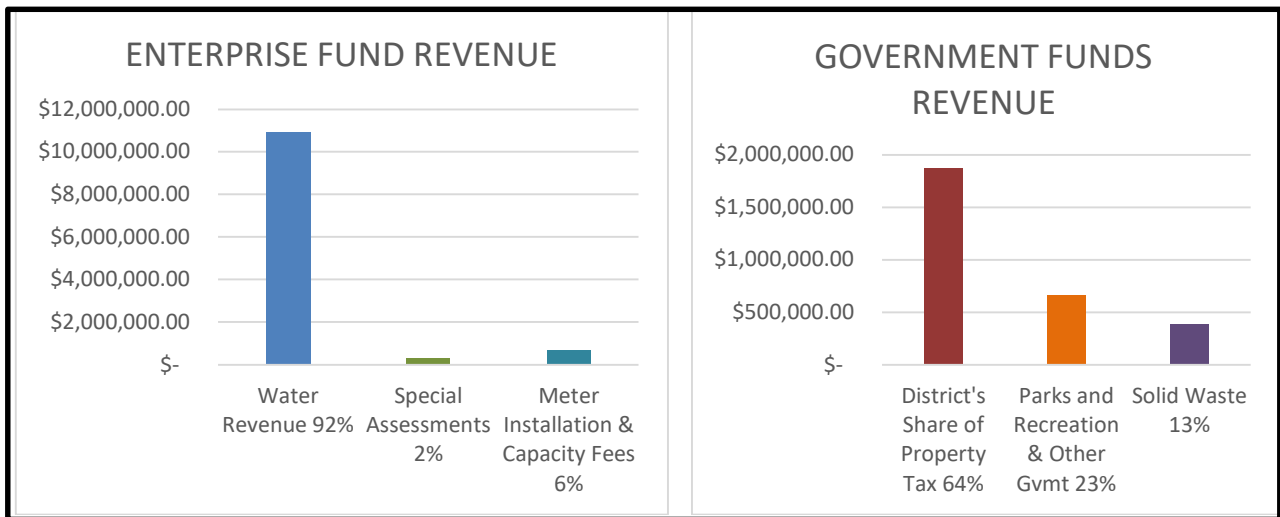 ENTERPRISE FUND REVENUE
$12,000,000.00
$10,000,000.00
$8,000,000.00
$6,000,000.00
$4,000,000.00
$2,000,000.00
$-
Water
Revenue 92%
Special
Assessments
2%
Meter
Installation &
Capacity Fees
6%
GOVERNMENT FUNDS
REVENUE
$2,000,000.00
$1,500,000.00
$1,000,000.00
$500,000.00
$-
District's
Share of
Property
Tax 64%
Parks and
Recreation
& Other
Gvmt 23%
Solid Waste
13%